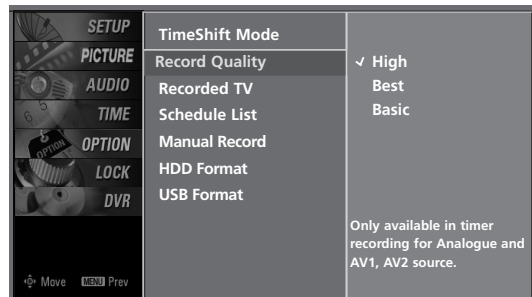 SETUP
PICTURE
AUDIO
TIME
OPTION
LOCK
DVR
Move MENU Prev
TimeShift Mode
Record Quality
Recorded TV
Schedule List
Manual Record
HDD Format
USB Format
✓ High
Best
Basic
Only available in timer
recording for Analogue and
AV1, AV2 source.